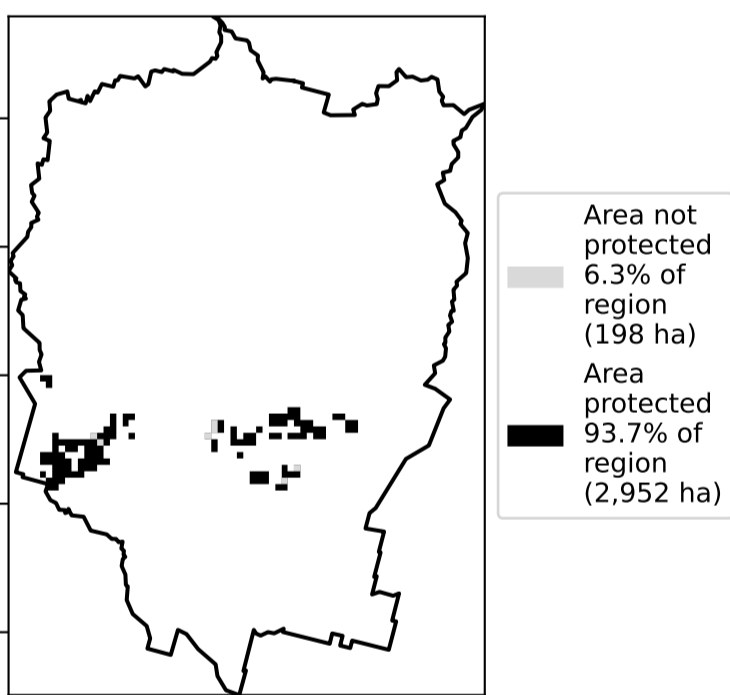 Area not
protected
6.3% of
region
(198 ha)
Area
protected
93.7% of
region
(2,952 ha)